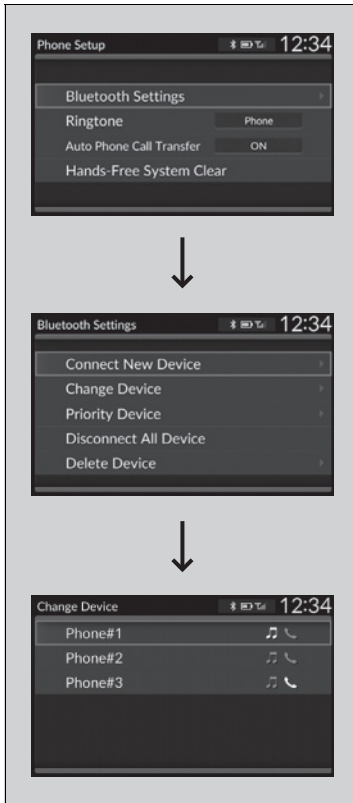 Phone Setup 12:34
Bluetooth Settings
Ringtone Phone
Auto Phone Call Transfer ON
Hands-Free System Clear
Bluetooth Settings 12:34
Connect New Device
Change Device
Priority Device
Disconnect All Device
Delete Device
Change Device 12:34
Phone#1
Phone#2
Phone#3